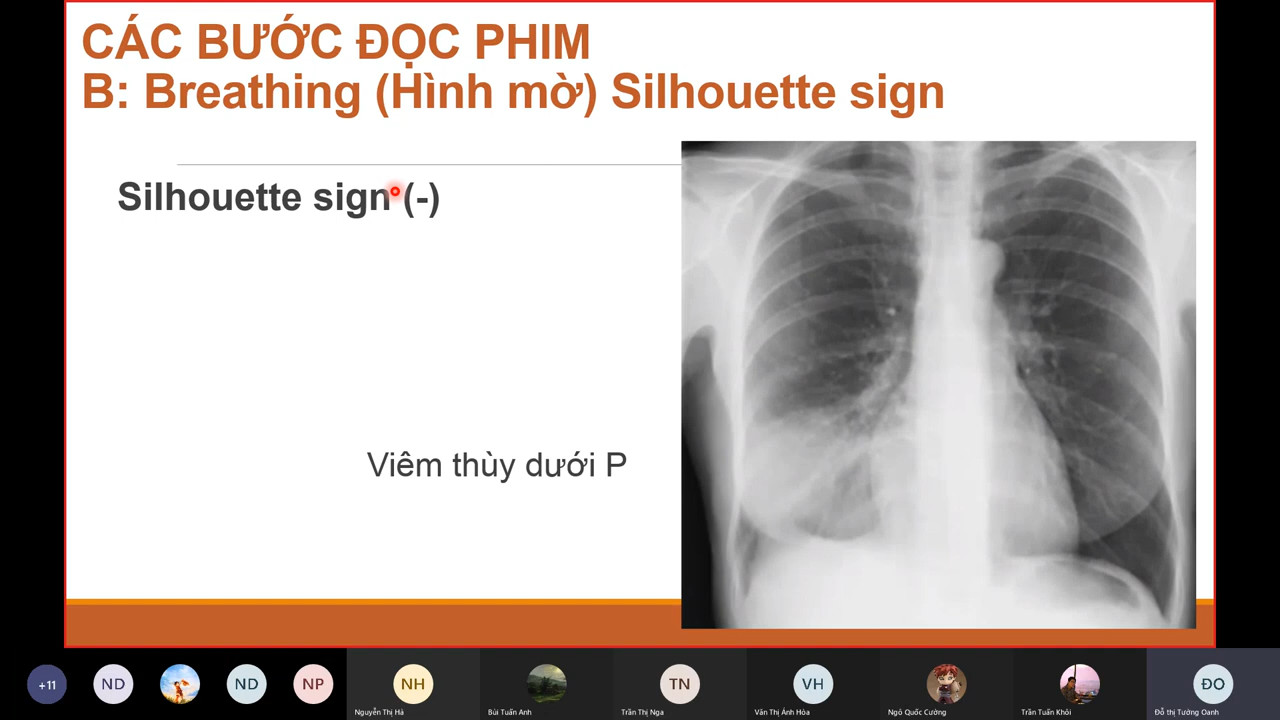 CÁC BƯỚC ĐỌC PHIM
B: Breathing (Hình mờ) Silhouette sign
Silhouette sign (-)
Viêm thùy dưới P
+11
ND
ND
NP
NH
TN
VH
ĐO
Nguyễn Thị Hà
Bùi Tuấn Anh
Trần Thị Nga
Văn Thị Ánh Hòa
Ngô Quốc Cường
Trần Tuấn Khôi
Đỗ thị Tường Oanh